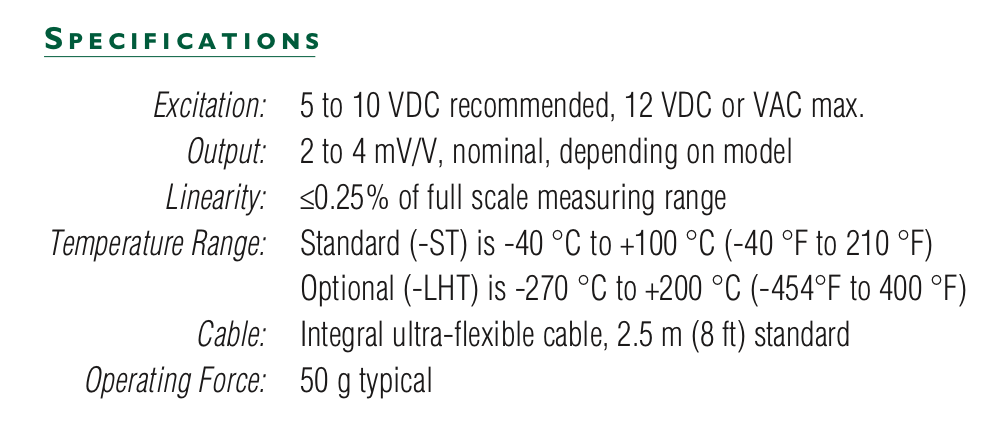 SPECIFICATIONS
Excitation: 5 to 10 VDC recommended, 12 VDC or VAC max.
Output: 2 to 4 mV/V, nominal, depending on model
Linearity: ≤0.25% of full scale measuring range
Temperature Range: Standard (-ST) is -40 °C to +100 °C (-40 °F to 210 °F)
Optional (-LHT) is -270 °C to +200 °C (-454°F to 400 °F)
Cable: Integral ultra-flexible cable, 2.5 m (8 ft) standard
Operating Force: 50 g typical